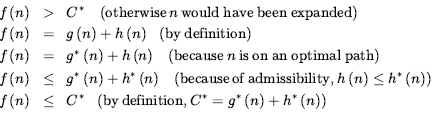 f(n) > C* (otherwise n would have been expanded)
f(n) = g(n) + h(n) (by definition)
f(n) = g*(n) + h(n) (because n is on an optimal path)
f(n) ≤ g*(n) + h*(n) (because of admissibility, h(n) ≤ h*(n))
f(n) ≤ C* (by definition, C* = g*(n) + h*(n))